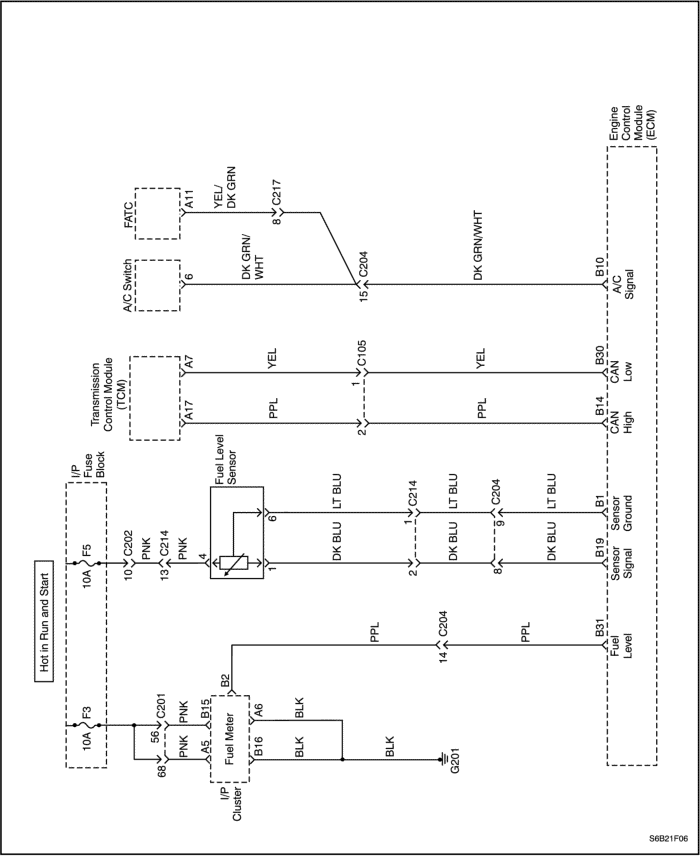 Hot in Run and Start
I/P
Fuse
Block
10A
F3
10A
F5
C201
56
68
PNK
PNK
A5
B15
Fuel Meter
I/P
Cluster
B2
B16
A6
BLK
BLK
BLK
G201
PPL
14
C204
PPL
B31
Fuel
Level
10
C202
PNK
13
C214
PNK
4
Fuel Level
Sensor
1
6
DK BLU
LT BLU
2
1
C214
DK BLU
LT BLU
8
9
C204
DK BLU
LT BLU
B19
B1
Sensor
Signal
Sensor
Ground
Transmission
Control Module
(TCM)
A17
A7
PPL
YEL
2
1
C105
PPL
YEL
B14
B30
CAN
High
CAN
Low
A/C Switch
FATC
6
A11
DK GRN/
WHT
YEL/
DK GRN
8
C217
15
C204
DK GRN/WHT
B10
A/C
Signal
Engine
Control
Module
(ECM)
S6B21F06